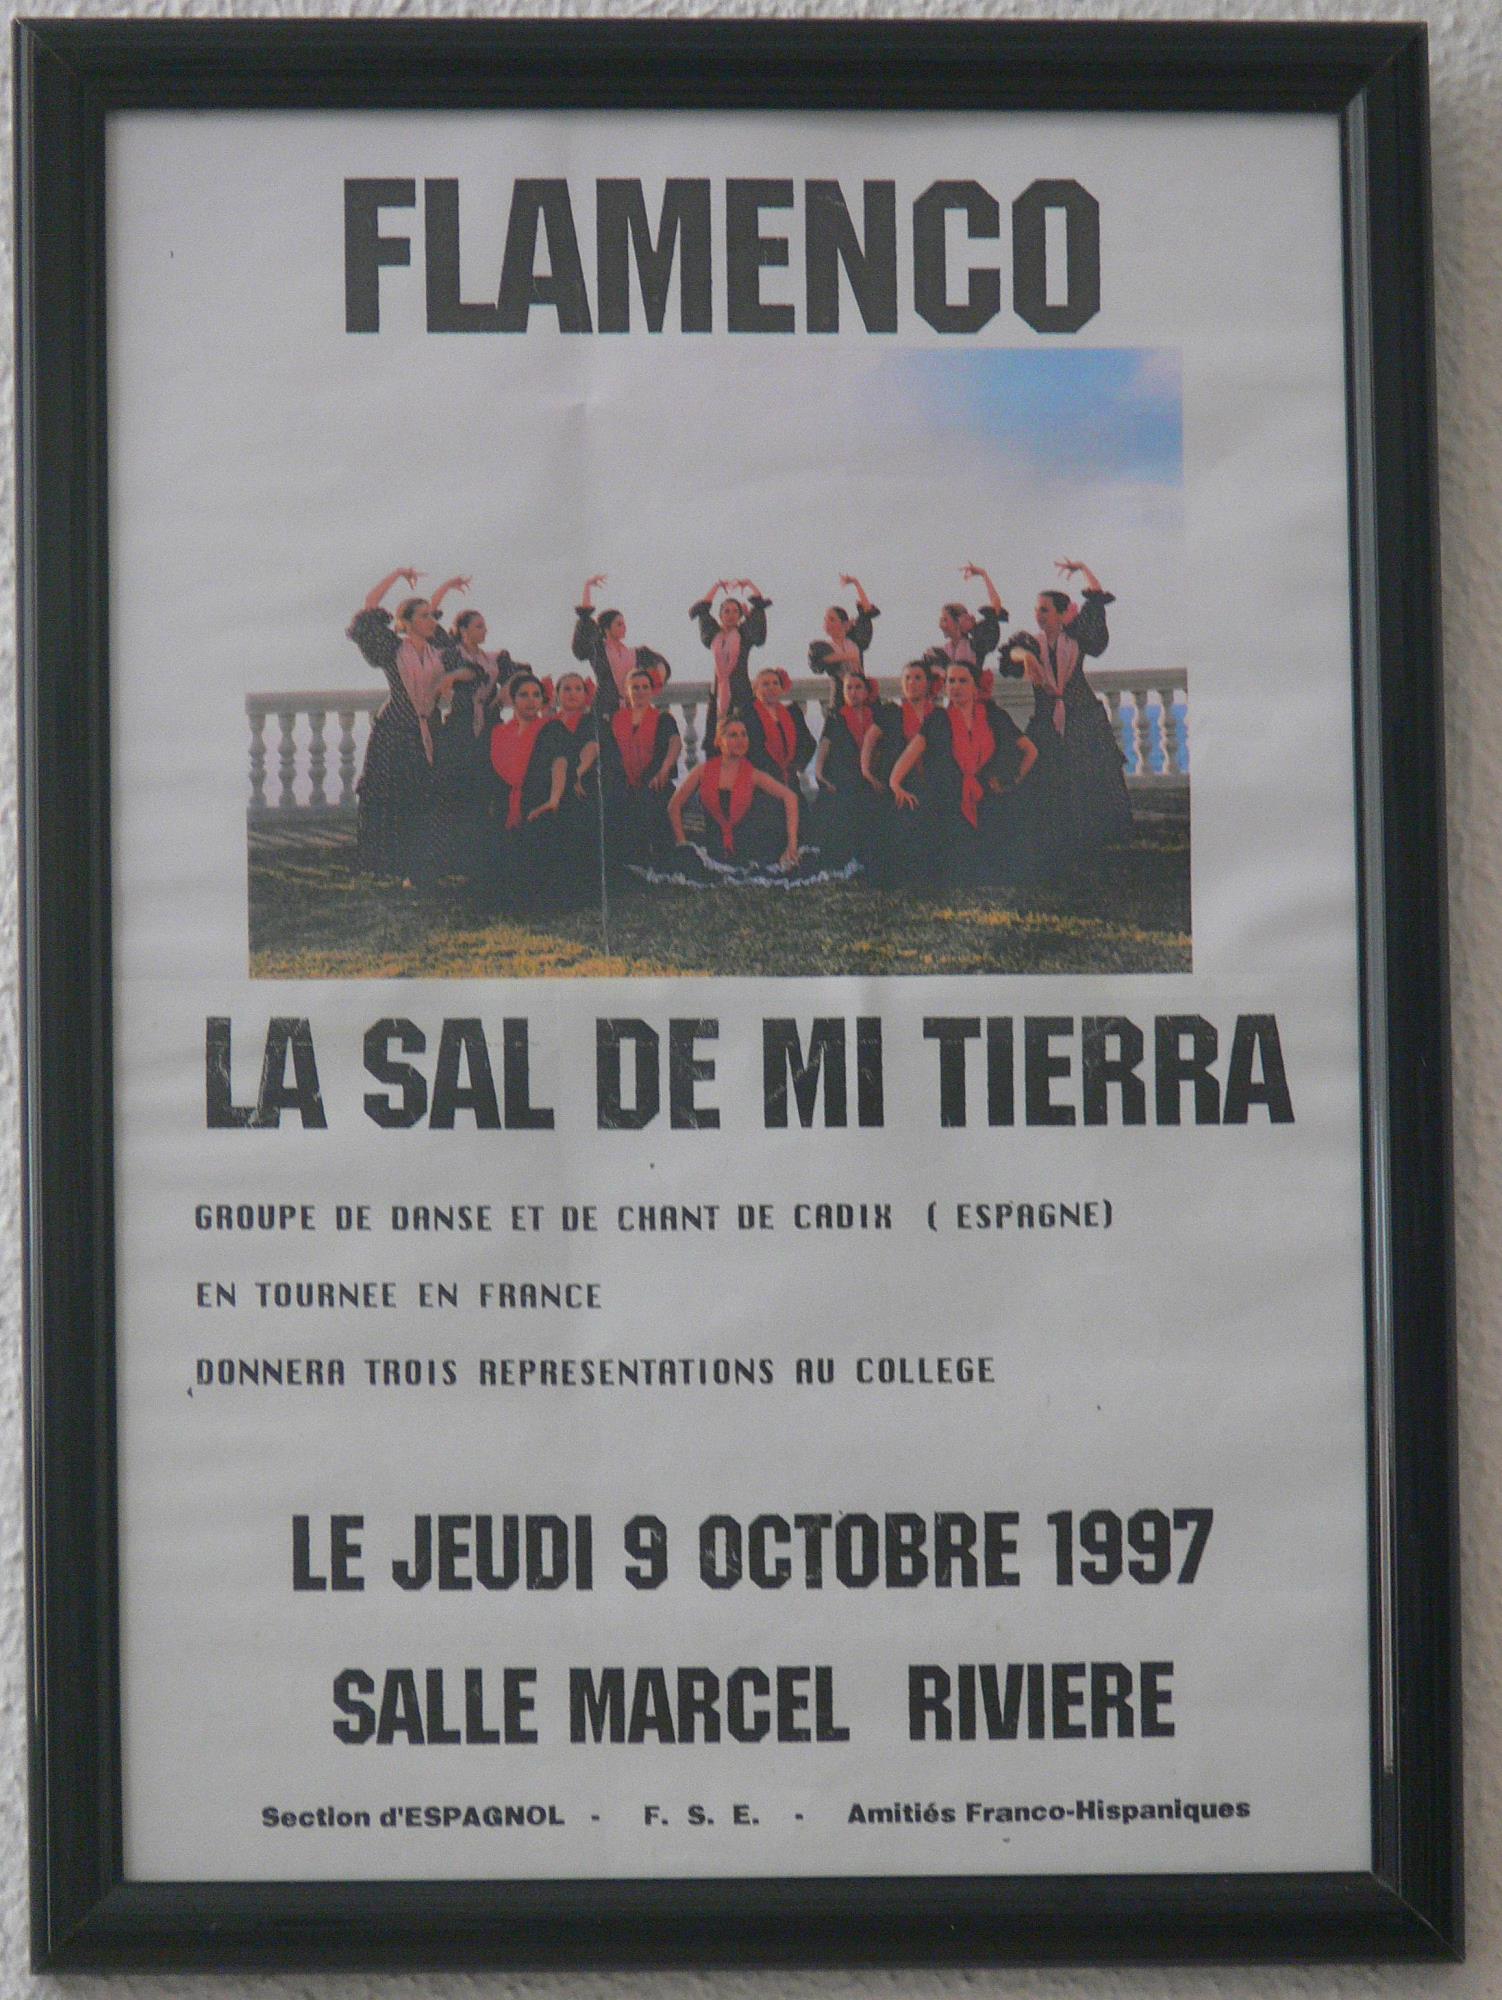 FLAMENCO
LA SAL DE MI TIERRA
GROUPE DE DANSE ET DE CHANT DE CADIX ( ESPAGNE)
EN TOURNEE EN FRANCE
DONNERA TROIS REPRESENTATIONS AU COLLEGE
LE JEUDI 9 OCTOBRE 1997
SALLE MARCEL RIVIERE
Section d'ESPAGNOL - F. S. E. - Amitiés Franco-Hispaniques